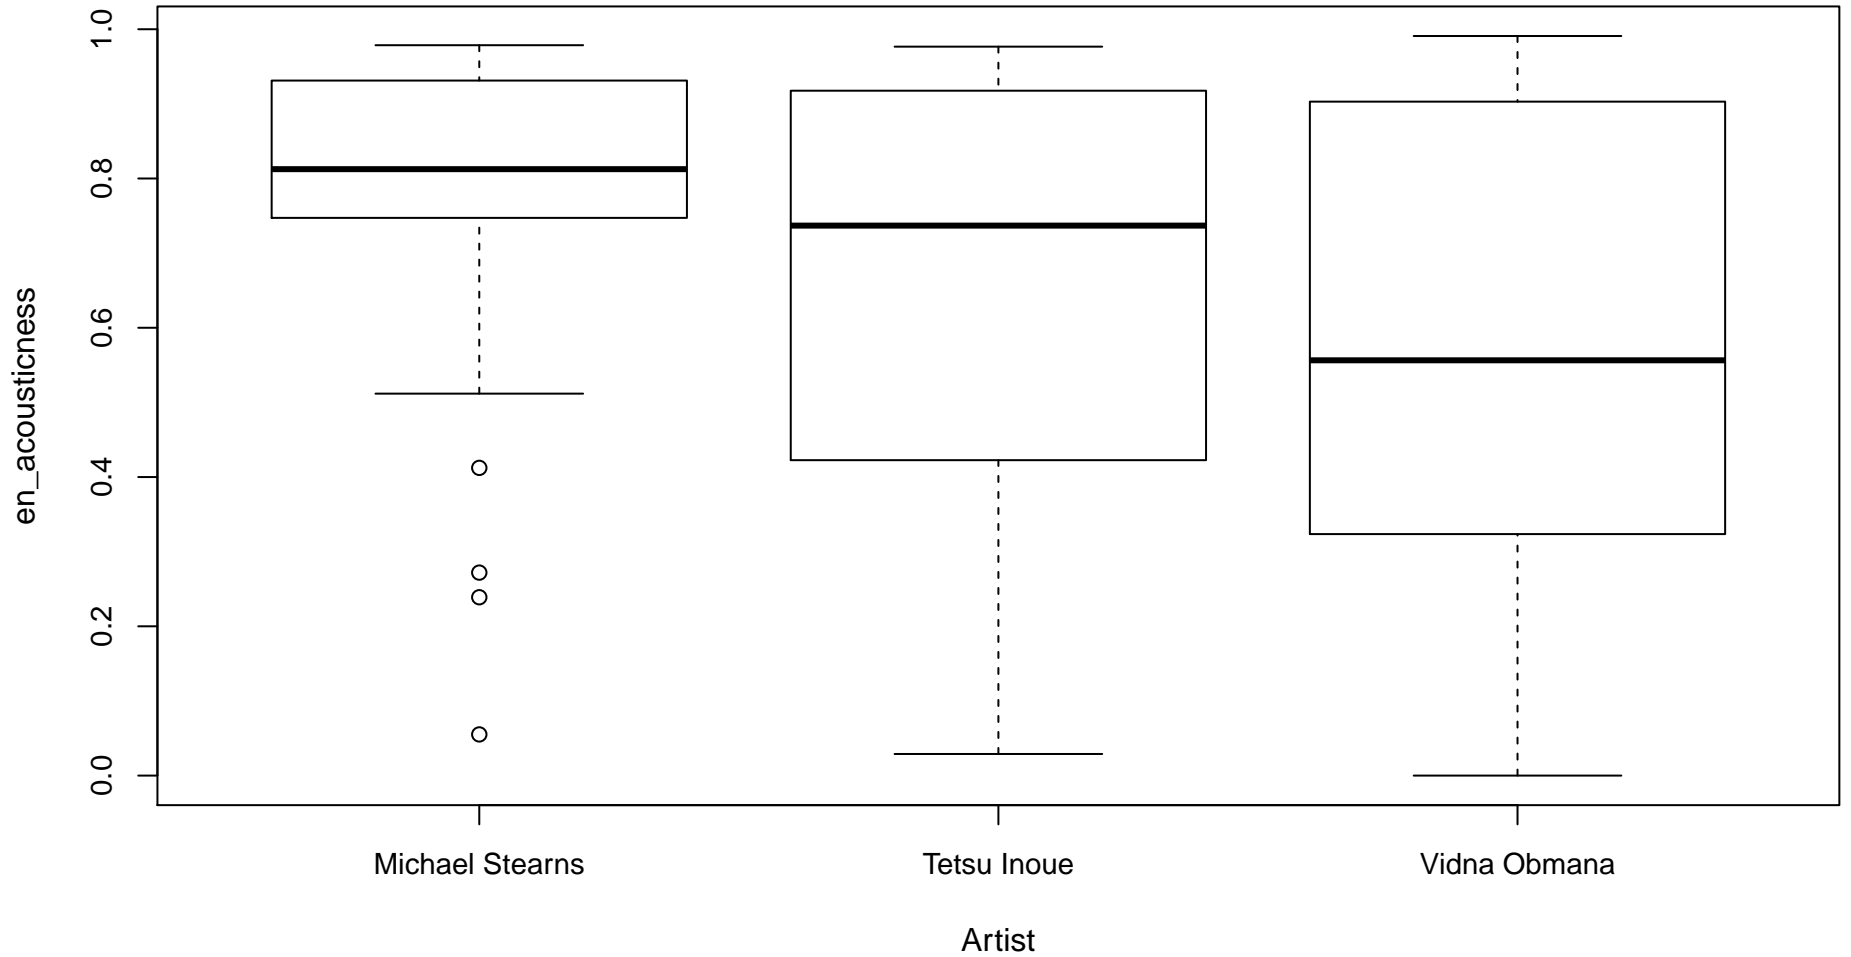 en_acousticness
1.0
0.8
0.6
0.4
0.2
0.0
Michael Stearns
Tetsu Inoue
Vidna Obmana
Artist